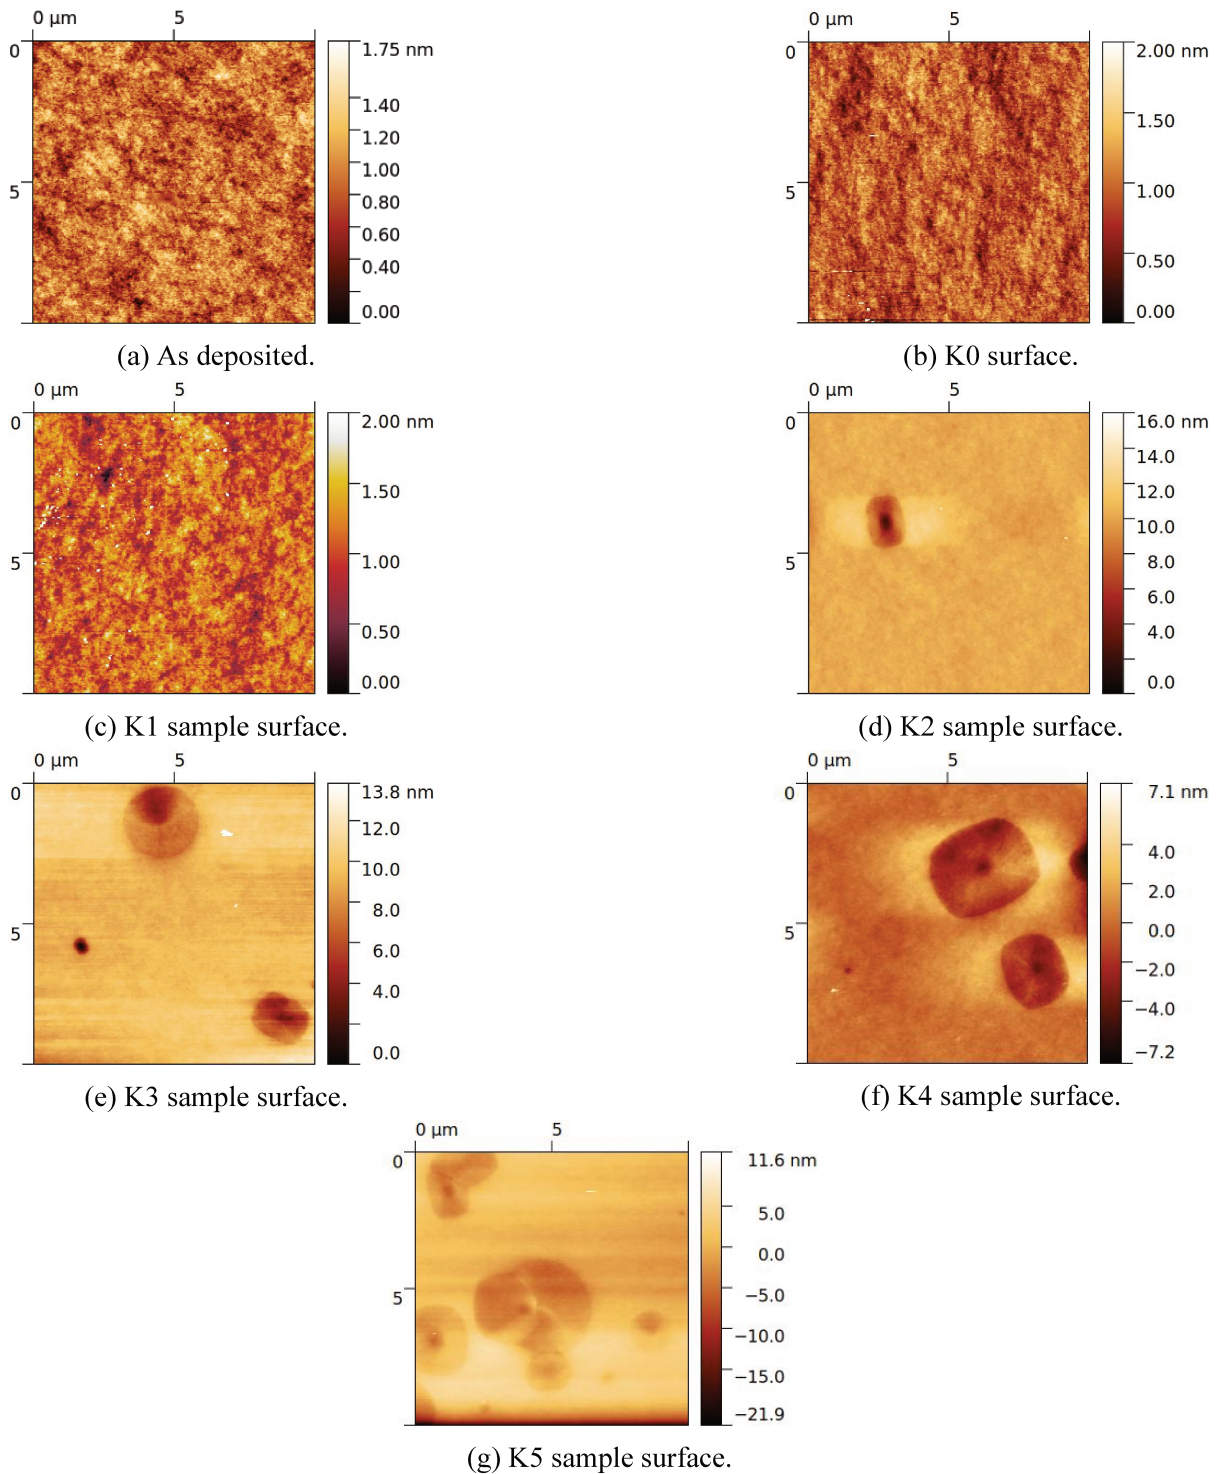 0 µm 5
0
5
1.75 nm
1.40
1.20
1.00
0.80
0.60
0.40
0.00
(a) As deposited.
0 µm 5
0
5
2.00 nm
1.50
1.00
0.50
0.00
(b) K0 surface.
0 µm 5
0
5
2.00 nm
1.50
1.00
0.50
0.00
(c) K1 sample surface.
0 µm 5
0
5
16.0 nm
14.0
12.0
10.0
8.0
6.0
4.0
0.0
(d) K2 sample surface.
0 µm 5
0
5
13.8 nm
12.0
10.0
8.0
6.0
4.0
0.0
(e) K3 sample surface.
0 µm 5
0
5
7.1 nm
4.0
2.0
0.0
−2.0
−4.0
−7.2
(f) K4 sample surface.
0 µm 5
0
5
11.6 nm
5.0
0.0
−5.0
−10.0
−15.0
−21.9
(g) K5 sample surface.